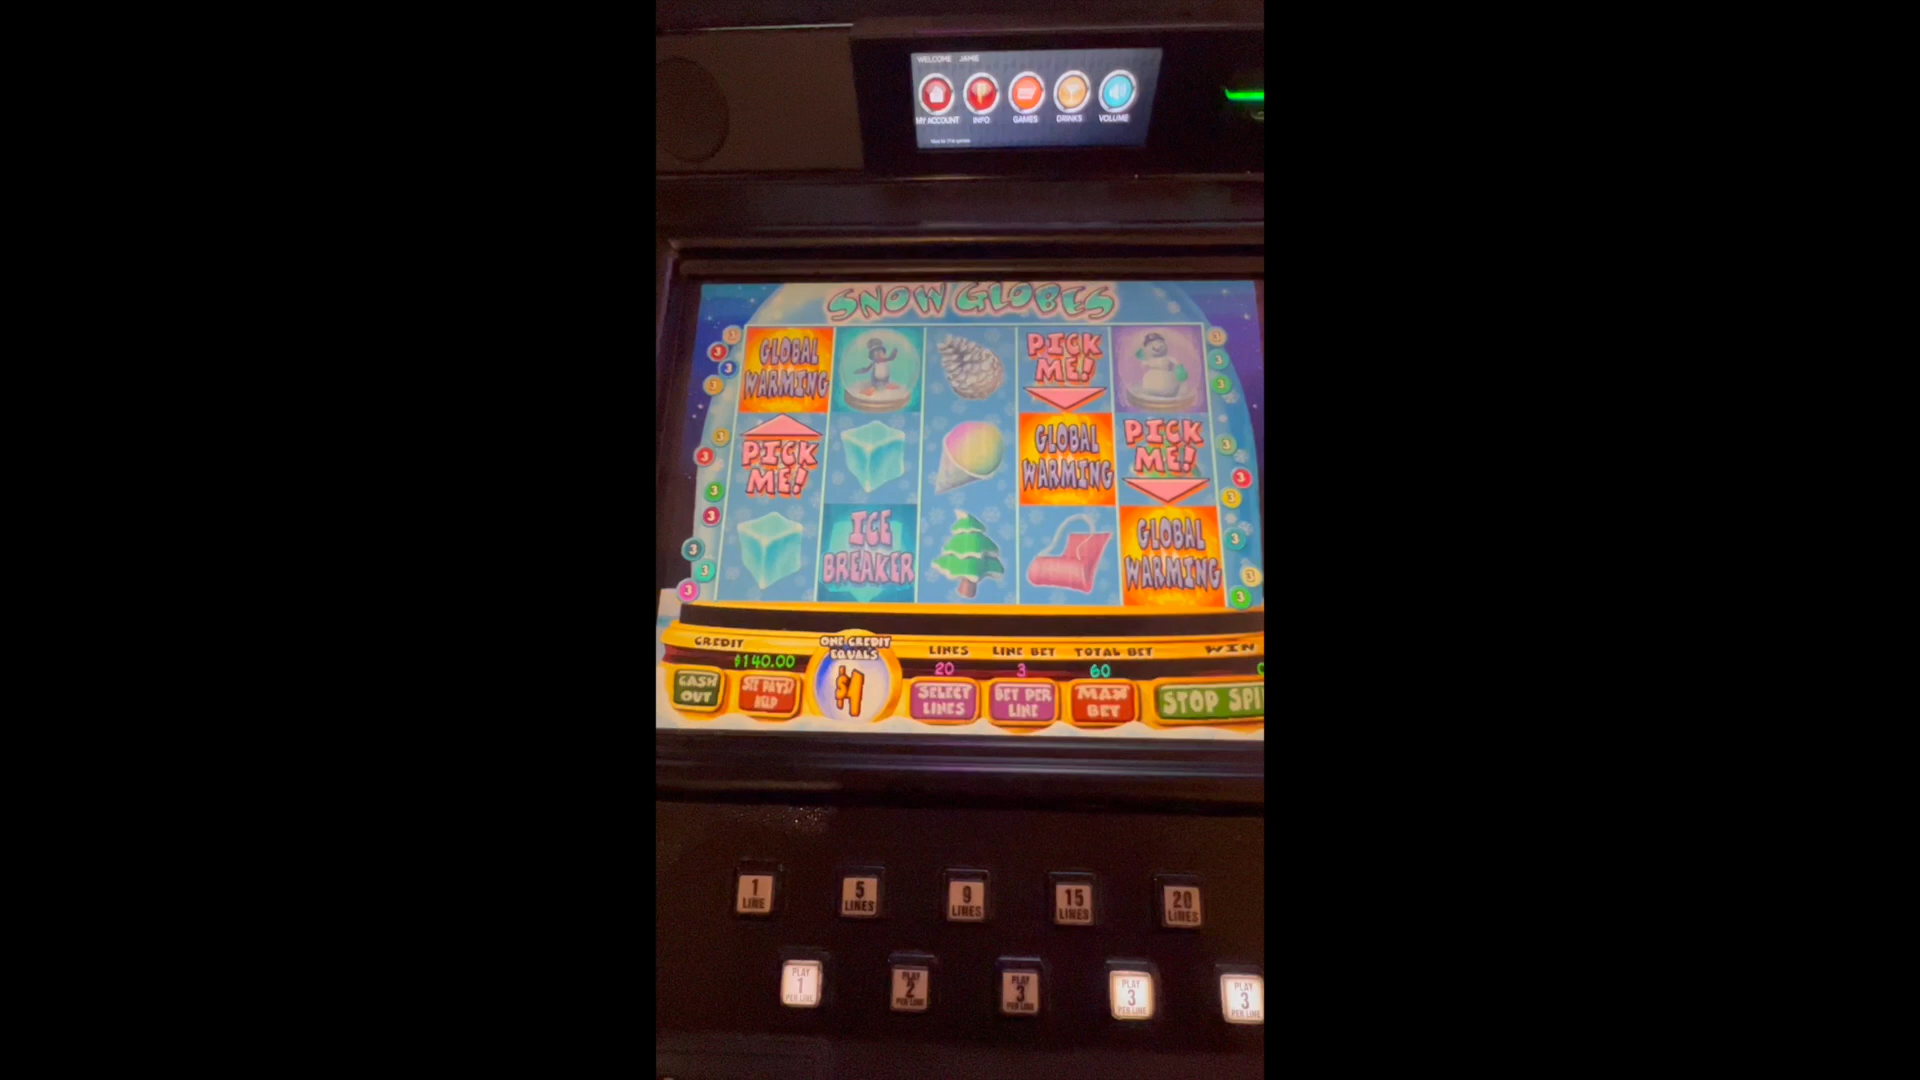 WELCOME JAMIE
MY ACCOUNT INFO GAMES DRINKS VOLUME
SNOW GLOBES
GLOBAL WARMING
PICK ME!
PICK ME!
GLOBAL WARMING
PICK ME!
ICE BREAKER
GLOBAL WARMING
CREDIT
$140.00
ONE CREDIT
EQUALS
$1
LINES LINE BET TOTAL BET WIN
20 3 60
CASH
OUT
SEE PAYS/
HELP
SELECT
LINES
BET PER
LINE
MAX
BET
STOP SPI
1
LINE
5
LINES
9
LINES
15
LINES
20
LINES
PLAY
1
PER LINE
PLAY
2
PER LINE
PLAY
3
PER LINE
PLAY
3
PER LINE
PLAY
3
PER LINE